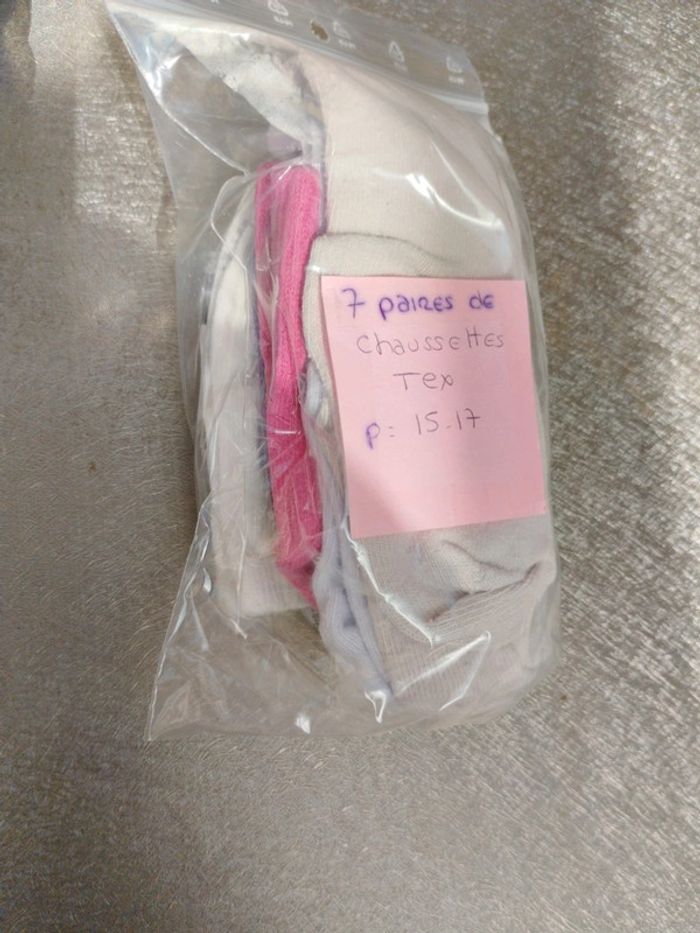 7 paires de
chaussettes
Tex
p = 15.17